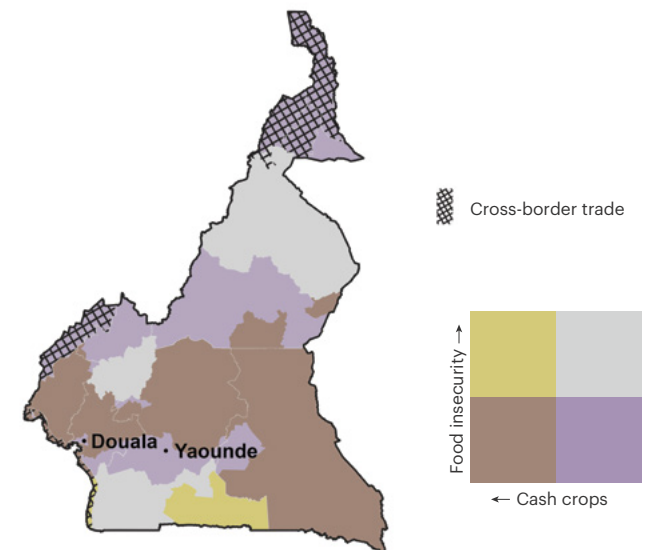 Cross-border trade
Douala
Yaounde
Food insecurity →
← Cash crops